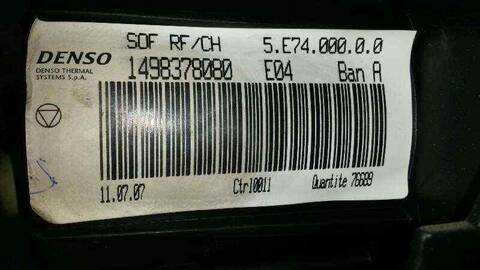 SDF RF/CH 5.E74.000.0.0
DENSO 1498378080 E04 Ban A
DENSO THERMAL
SYSTEMS S.p.A.
11.07.07 Ctrl0011 Quantite 76689